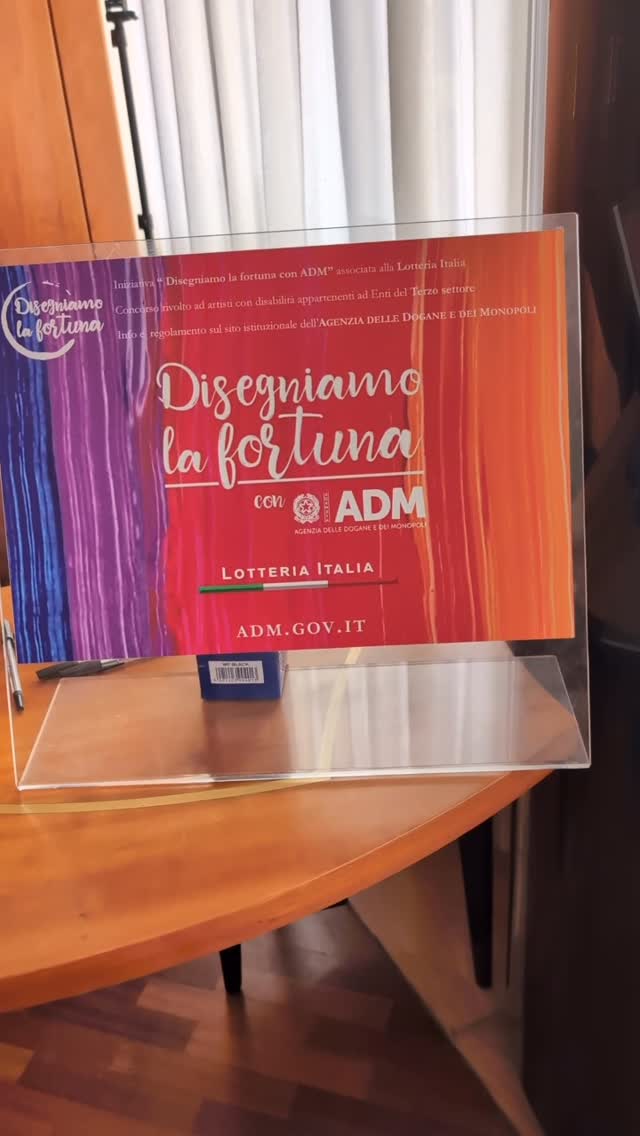 Iniziativa “ Disegniamo la fortuna con ADM” associata alla Lotteria Italia
Concorso rivolto ad artisti con disabilità appartenenti ad Enti del Terzo settore
Info e regolamento sul sito istituzionale dell’AGENZIA DELLE DOGANE E DEI MONOPOLI
Disegniamo
la fortuna
Disegniamo
la fortuna
con ADM
AGENZIA DELLE DOGANE E DEI MONOPOLI
LOTTERIA ITALIA
ADM.GOV.IT